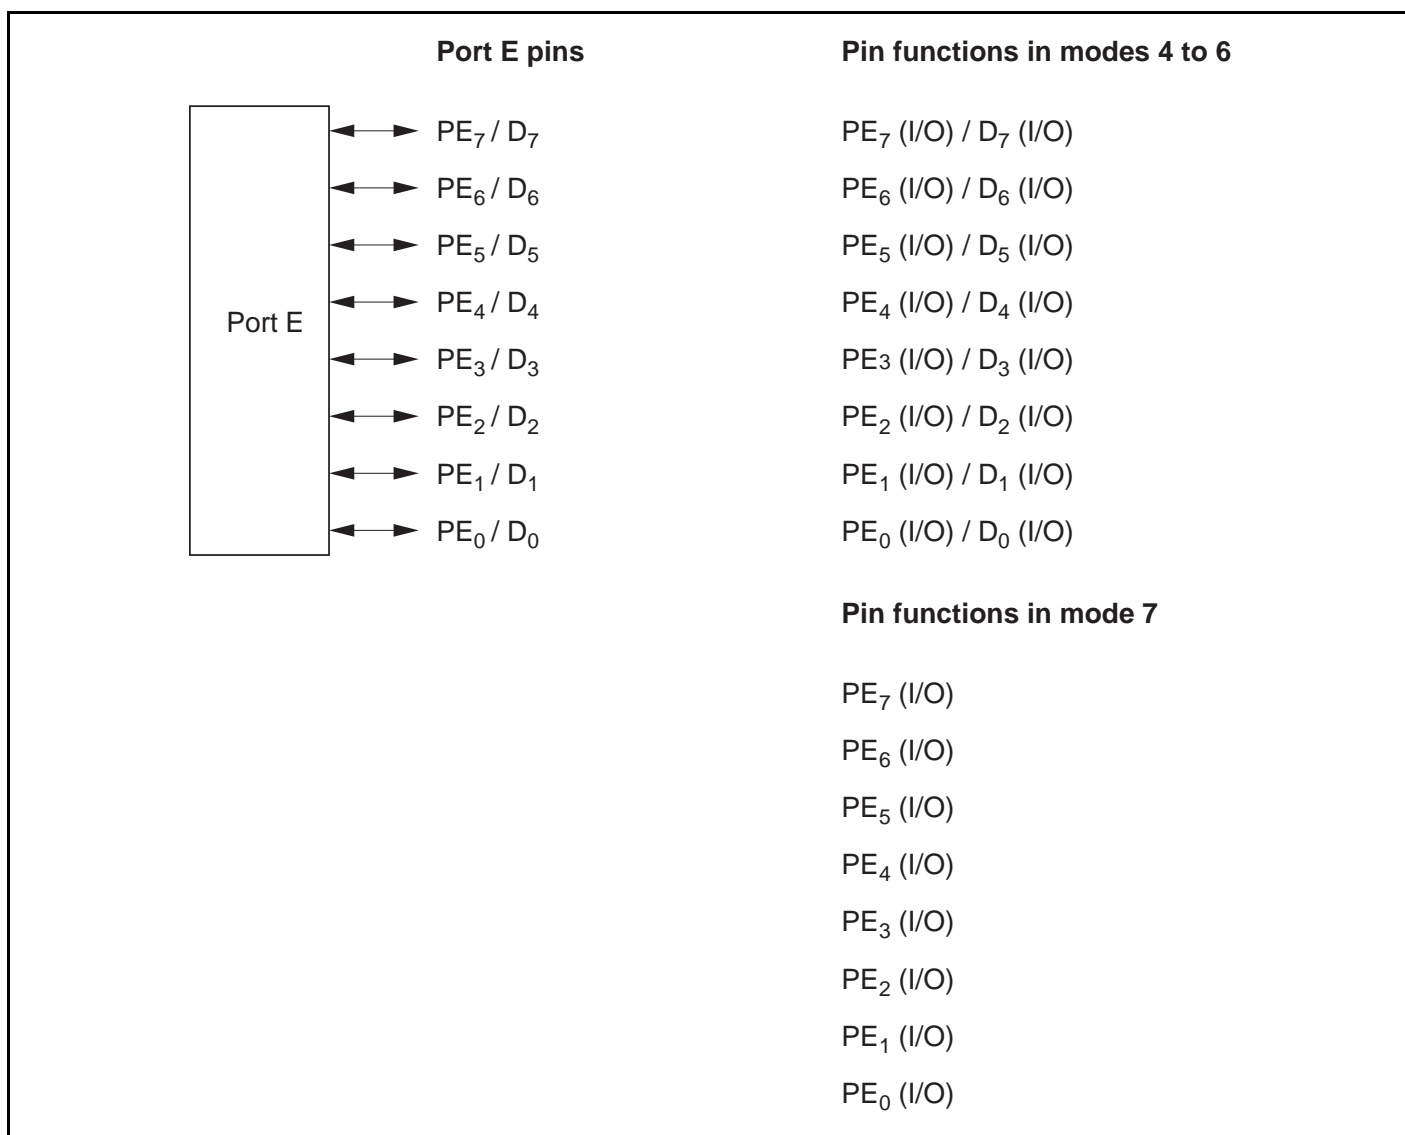 Port E pins Pin functions in modes 4 to 6
PE₇ / D₇ PE₇ (I/O) / D₇ (I/O)
PE₆ / D₆ PE₆ (I/O) / D₆ (I/O)
PE₅ / D₅ PE₅ (I/O) / D₅ (I/O)
PE₄ / D₄ PE₄ (I/O) / D₄ (I/O)
Port E
PE₃ / D₃ PE3 (I/O) / D₃ (I/O)
PE₂ / D₂ PE₂ (I/O) / D₂ (I/O)
PE₁ / D₁ PE₁ (I/O) / D₁ (I/O)
PE₀ / D₀ PE₀ (I/O) / D₀ (I/O)
Pin functions in mode 7
PE₇ (I/O)
PE₆ (I/O)
PE₅ (I/O)
PE₄ (I/O)
PE₃ (I/O)
PE₂ (I/O)
PE₁ (I/O)
PE₀ (I/O)